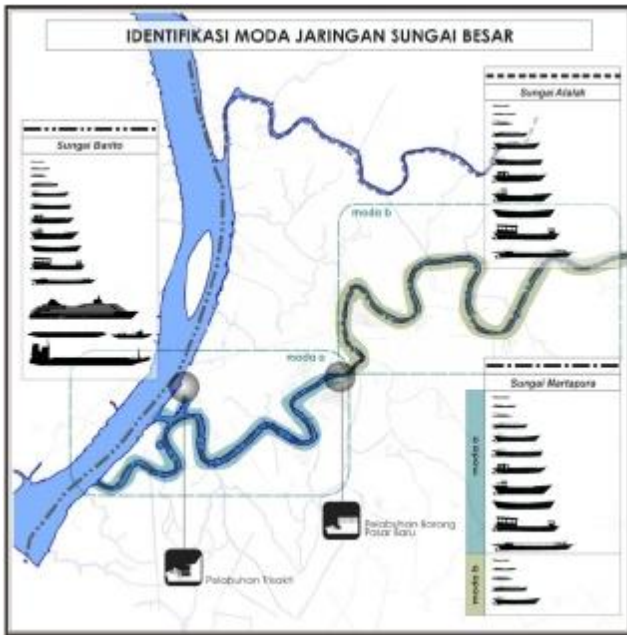 IDENTIFIKASI MODA JARINGAN SUNGAI BESAR
Sungai Barito
Sungai Alalak
moda b
moda a
Sungai Martapura
moda a
moda b
Pelabuhan Barang
Pasar Baru
Pelabuhan Trisakti